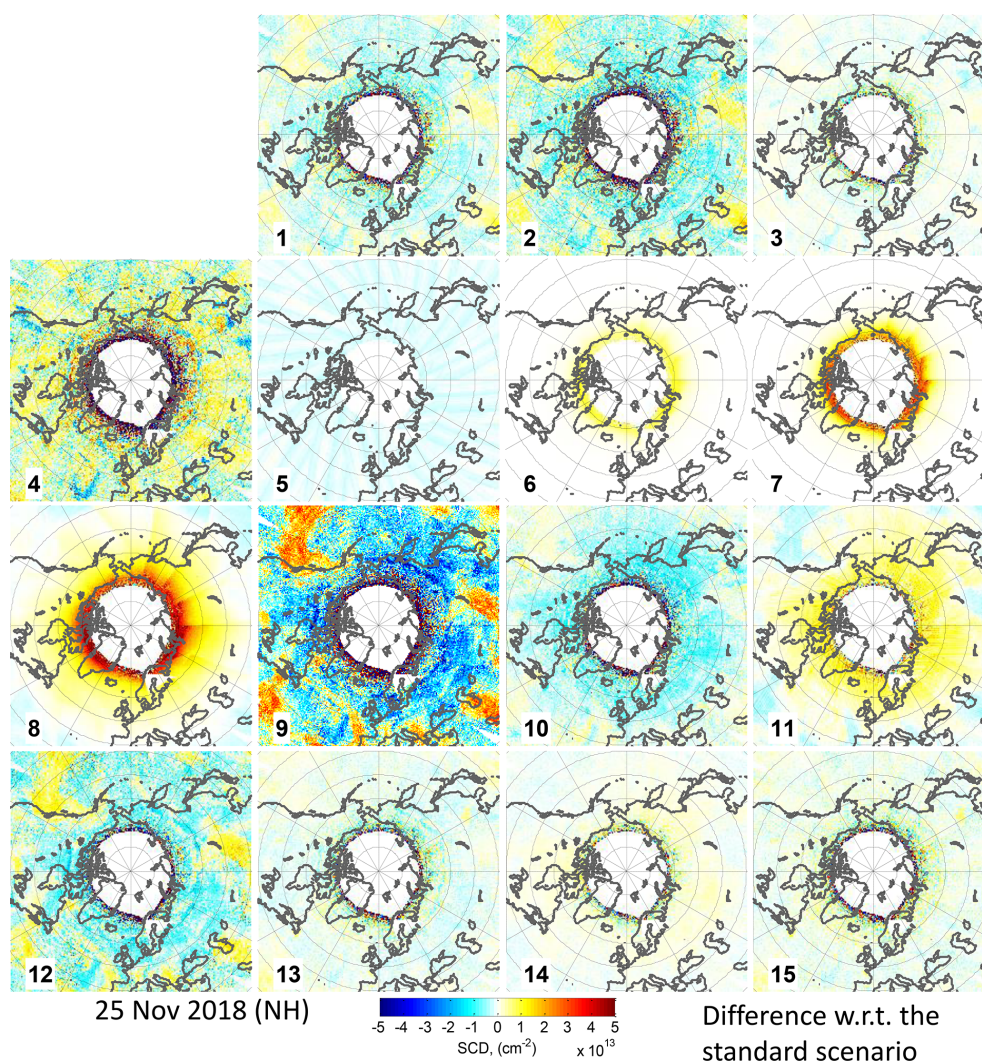 1 2 3
4 5 6 7
8 9 10 11
12 13 14 15
25 Nov 2018 (NH)
-5 -4 -3 -2 -1 0 1 2 3 4 5
SCD, (cm⁻²) x 10¹³
Difference w.r.t. the
standard scenario